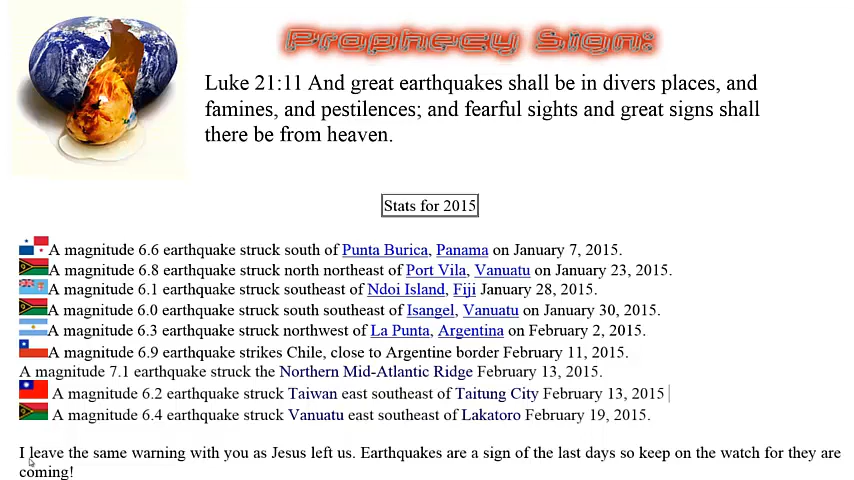 Prophecy Sign:
Luke 21:11 And great earthquakes shall be in divers places, and
famines, and pestilences; and fearful sights and great signs shall
there be from heaven.
Stats for 2015
A magnitude 6.6 earthquake struck south of Punta Burica, Panama on January 7, 2015.
A magnitude 6.8 earthquake struck north northeast of Port Vila, Vanuatu on January 23, 2015.
A magnitude 6.1 earthquake struck southeast of Ndoi Island, Fiji January 28, 2015.
A magnitude 6.0 earthquake struck south southeast of Isangel, Vanuatu on January 30, 2015.
A magnitude 6.3 earthquake struck northwest of La Punta, Argentina on February 2, 2015.
A magnitude 6.9 earthquake strikes Chile, close to Argentine border February 11, 2015.
A magnitude 7.1 earthquake struck the Northern Mid-Atlantic Ridge February 13, 2015.
A magnitude 6.2 earthquake struck Taiwan east southeast of Taitung City February 13, 2015
A magnitude 6.4 earthquake struck Vanuatu east southeast of Lakatoro February 19, 2015.
I leave the same warning with you as Jesus left us. Earthquakes are a sign of the last days so keep on the watch for they are
coming!